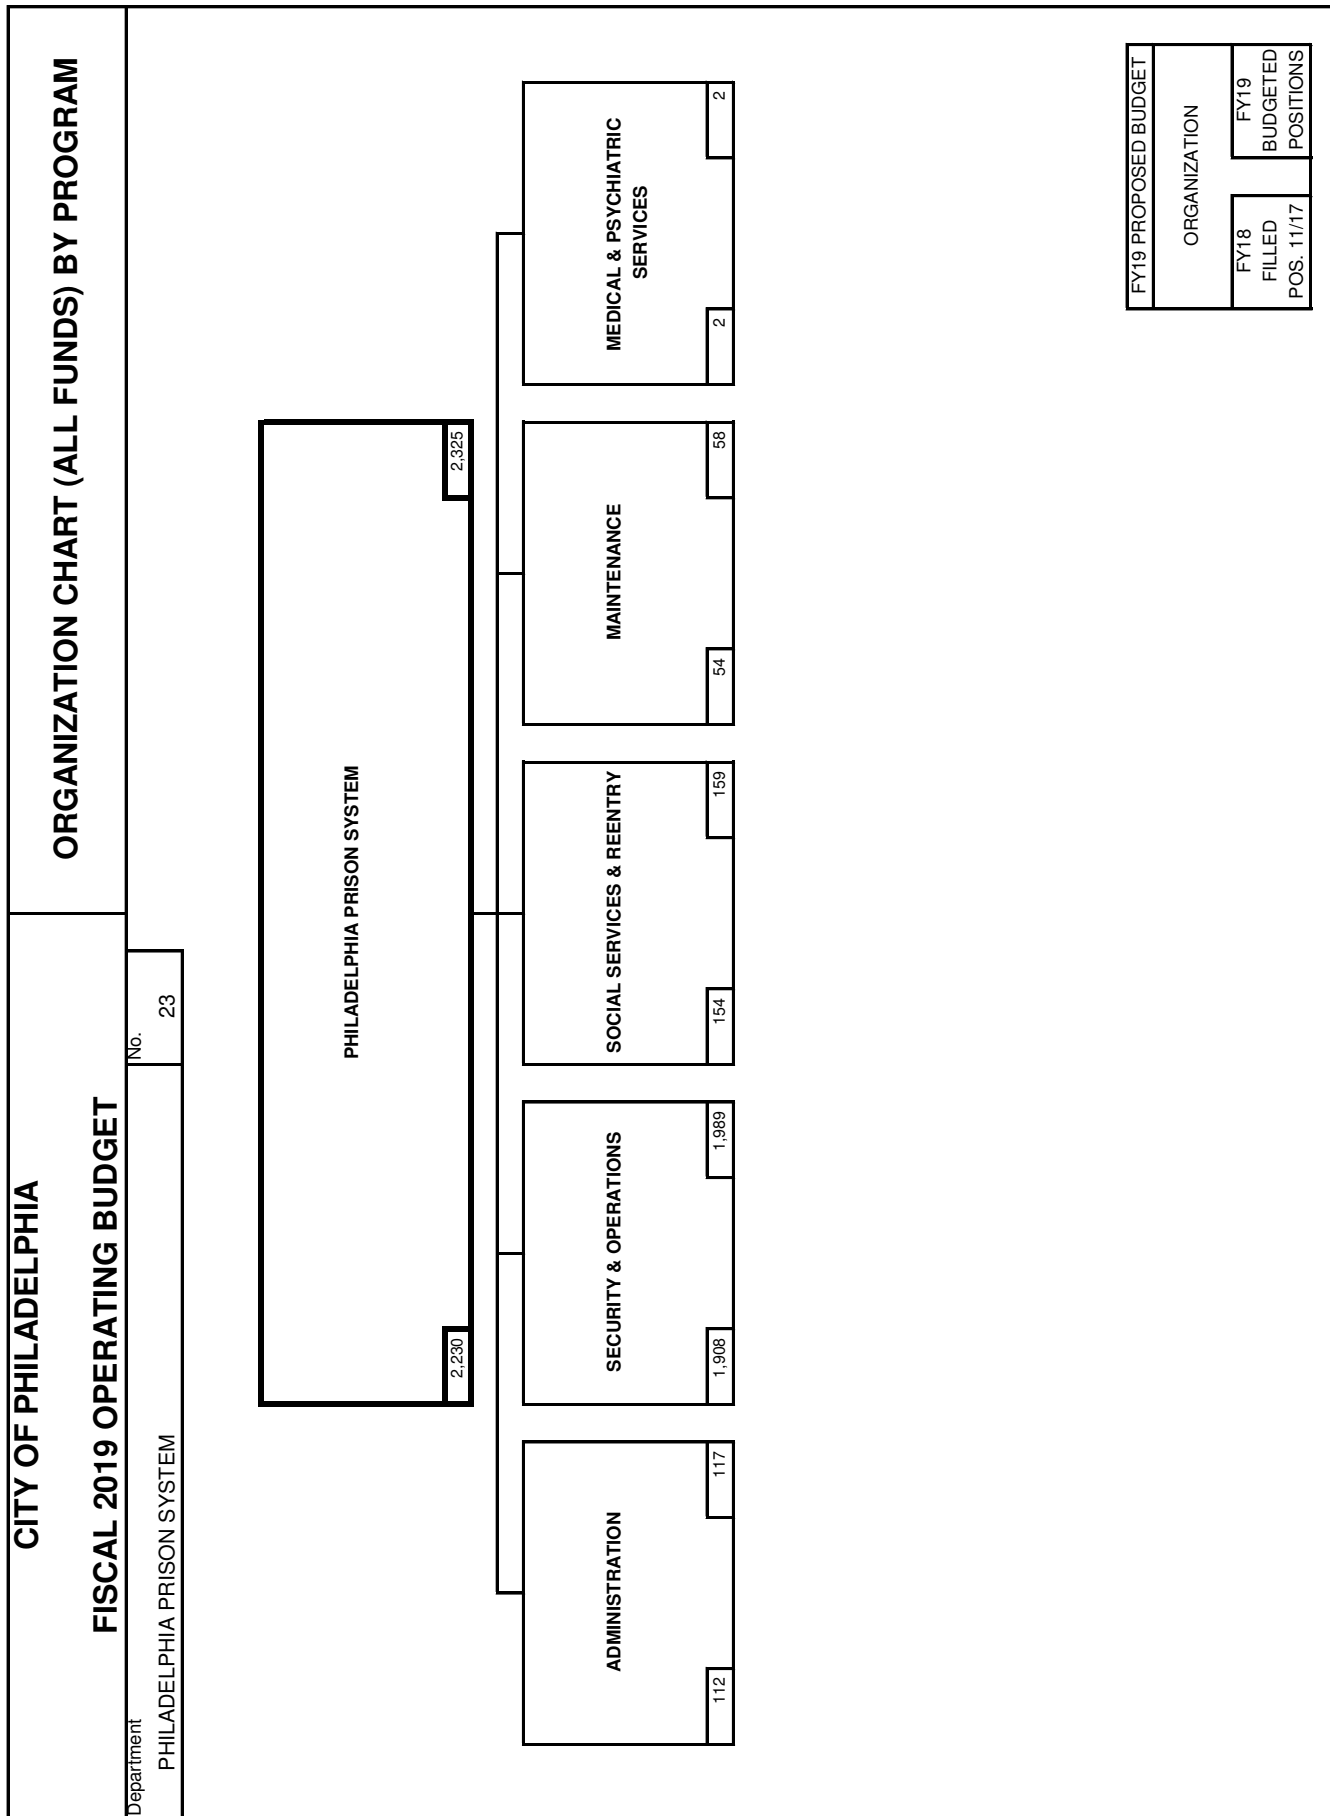 CITY OF PHILADELPHIA
FISCAL 2019 OPERATING BUDGET
ORGANIZATION CHART (ALL FUNDS) BY PROGRAM
Department
PHILADELPHIA PRISON SYSTEM
No.
23
PHILADELPHIA PRISON SYSTEM
2,230
2,325
ADMINISTRATION
112
117
SECURITY & OPERATIONS
1,908
1,989
SOCIAL SERVICES & REENTRY
154
159
MAINTENANCE
54
58
MEDICAL & PSYCHIATRIC
SERVICES
2
2
FY19 PROPOSED BUDGET
ORGANIZATION
FY18
FILLED
POS. 11/17
FY19
BUDGETED
POSITIONS